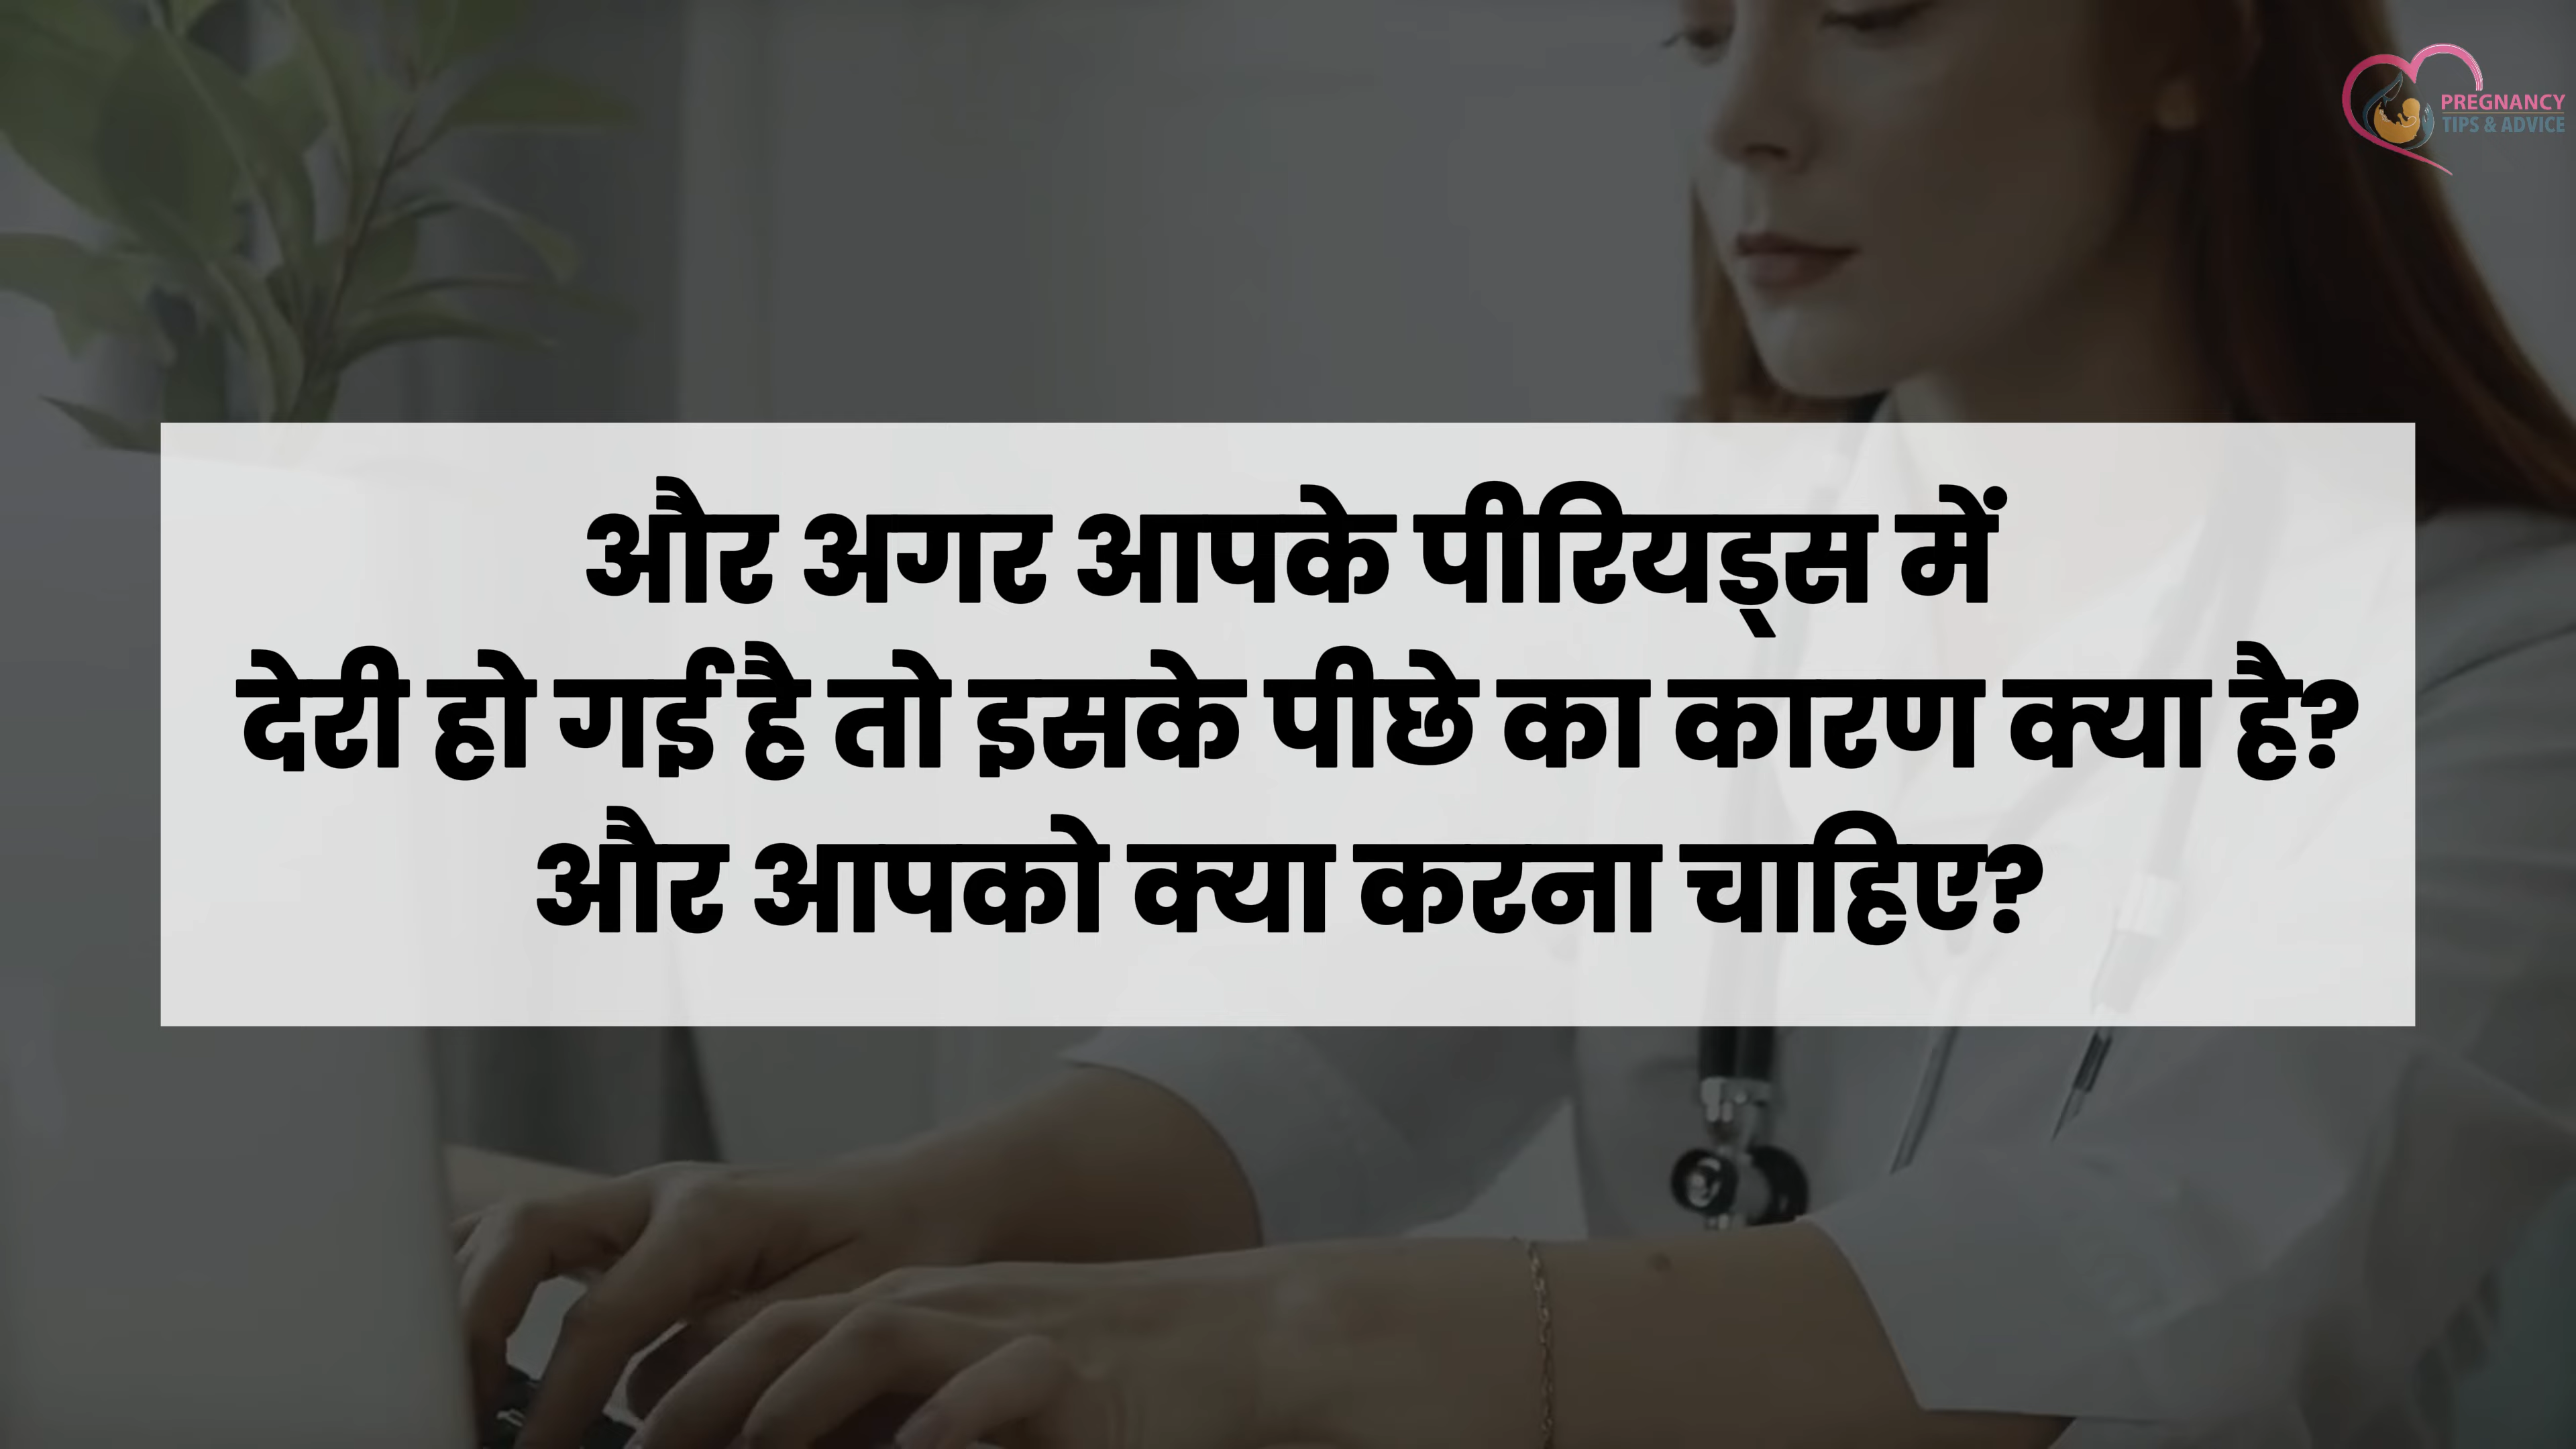 PREGNANCY
TIPS & ADVICE
और अगर आपके पीरियड्स में
देरी हो गई है तो इसके पीछे का कारण क्या है?
और आपको क्या करना चाहिए?